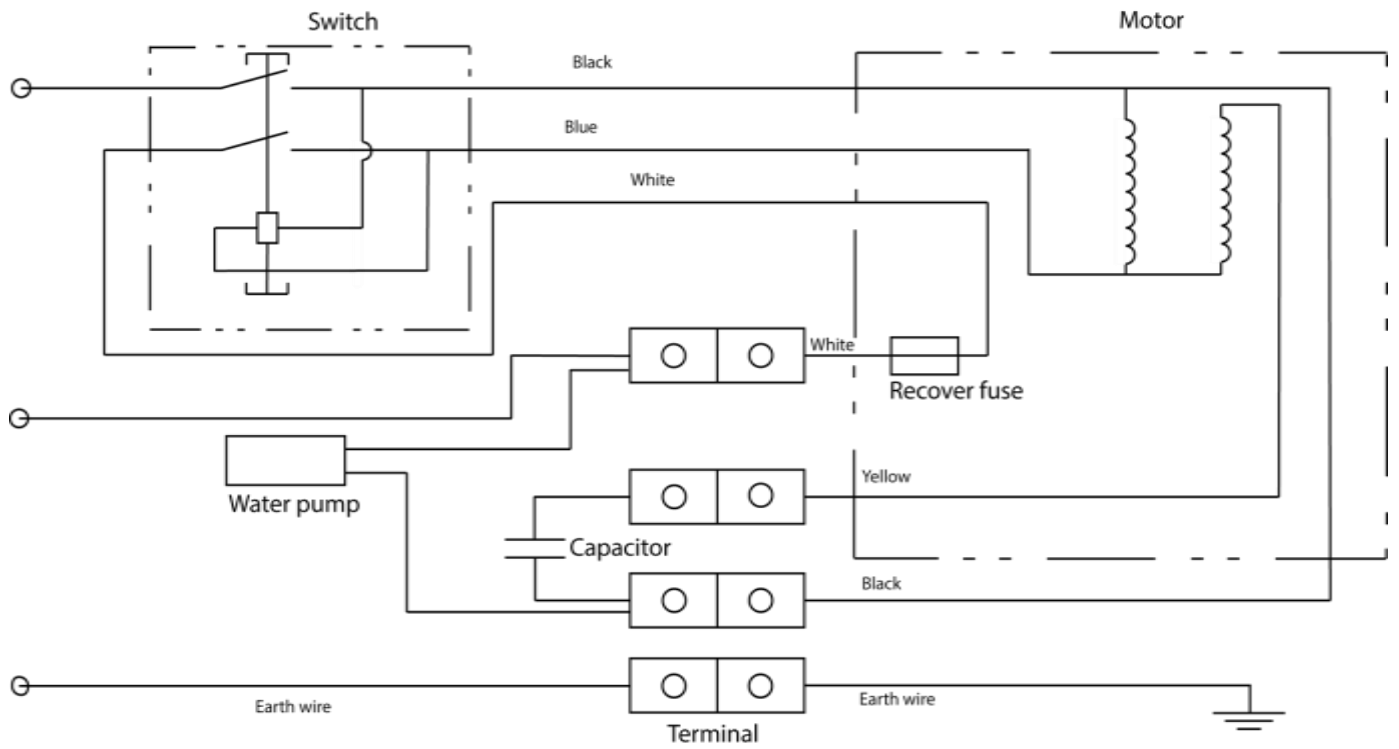 Switch
Motor
Black
Blue
White
White
Recover fuse
Water pump
Yellow
Capacitor
Black
Earth wire
Earth wire
Terminal